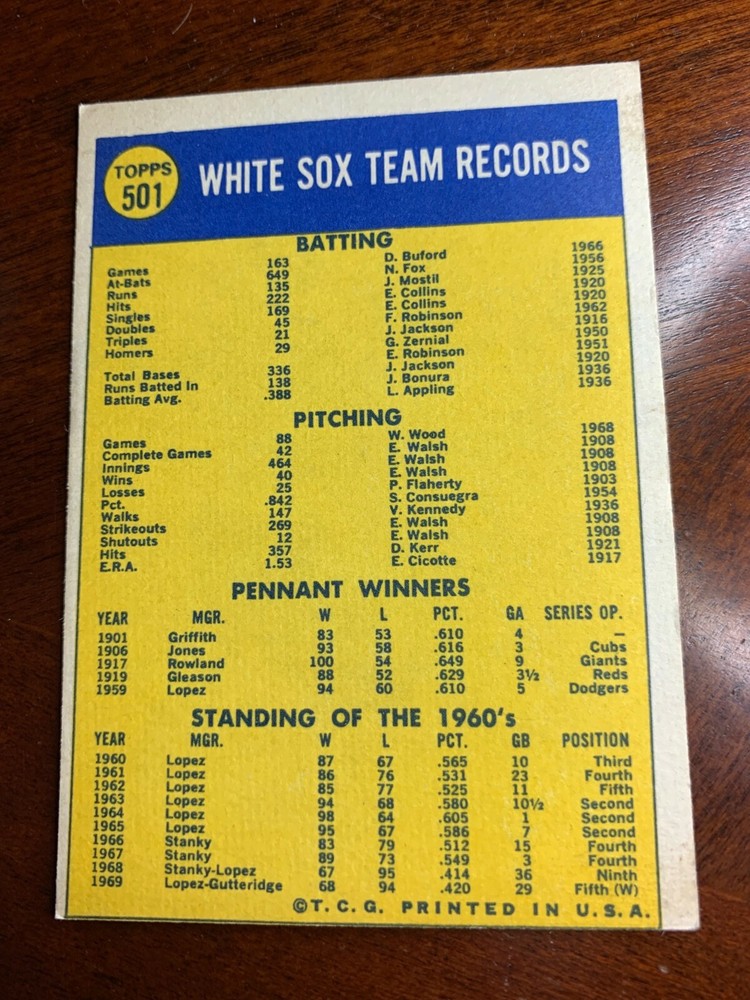 TOPPS
501
WHITE SOX TEAM RECORDS
BATTING
Games 163 D. Buford 1966
At-Bats 649 N. Fox 1956
Runs 135 J. Mostil 1925
Hits 222 E. Collins 1920
Singles 169 E. Collins 1920
Doubles 45 F. Robinson 1962
Triples 21 J. Jackson 1916
Homers 29 G. Zernial 1950
E. Robinson 1951
Total Bases 336 J. Jackson 1920
Runs Batted In 138 J. Bonura 1936
Batting Avg. .388 L. Appling 1936
PITCHING
Games 88 W. Wood 1968
Complete Games 42 E. Walsh 1908
Innings 464 E. Walsh 1908
Wins 40 E. Walsh 1908
Losses 25 P. Flaherty 1903
Pct. .842 S. Consuegra 1954
Walks 147 V. Kennedy 1936
Strikeouts 269 E. Walsh 1908
Shutouts 12 E. Walsh 1908
Hits 357 D. Kerr 1921
E.R.A. 1.53 E. Cicotte 1917
PENNANT WINNERS
YEAR MGR. W L PCT. GA SERIES OP.
1901 Griffith 83 53 .610 4 —
1906 Jones 93 58 .616 3 Cubs
1917 Rowland 100 54 .649 9 Giants
1919 Gleason 88 52 .629 3½ Reds
1959 Lopez 94 60 .610 5 Dodgers
STANDING OF THE 1960's
YEAR MGR. W L PCT. GB POSITION
1960 Lopez 87 67 .565 10 Third
1961 Lopez 86 76 .531 23 Fourth
1962 Lopez 85 77 .525 11 Fifth
1963 Lopez 94 68 .580 10½ Second
1964 Lopez 98 64 .605 1 Second
1965 Lopez 95 67 .586 7 Second
1966 Stanky 83 79 .512 15 Fourth
1967 Stanky 89 73 .549 3 Fourth
1968 Stanky-Lopez 67 95 .414 36 Ninth
1969 Lopez-Gutteridge 68 94 .420 29 Fifth (W)
©T. C. G. PRINTED IN U.S.A.